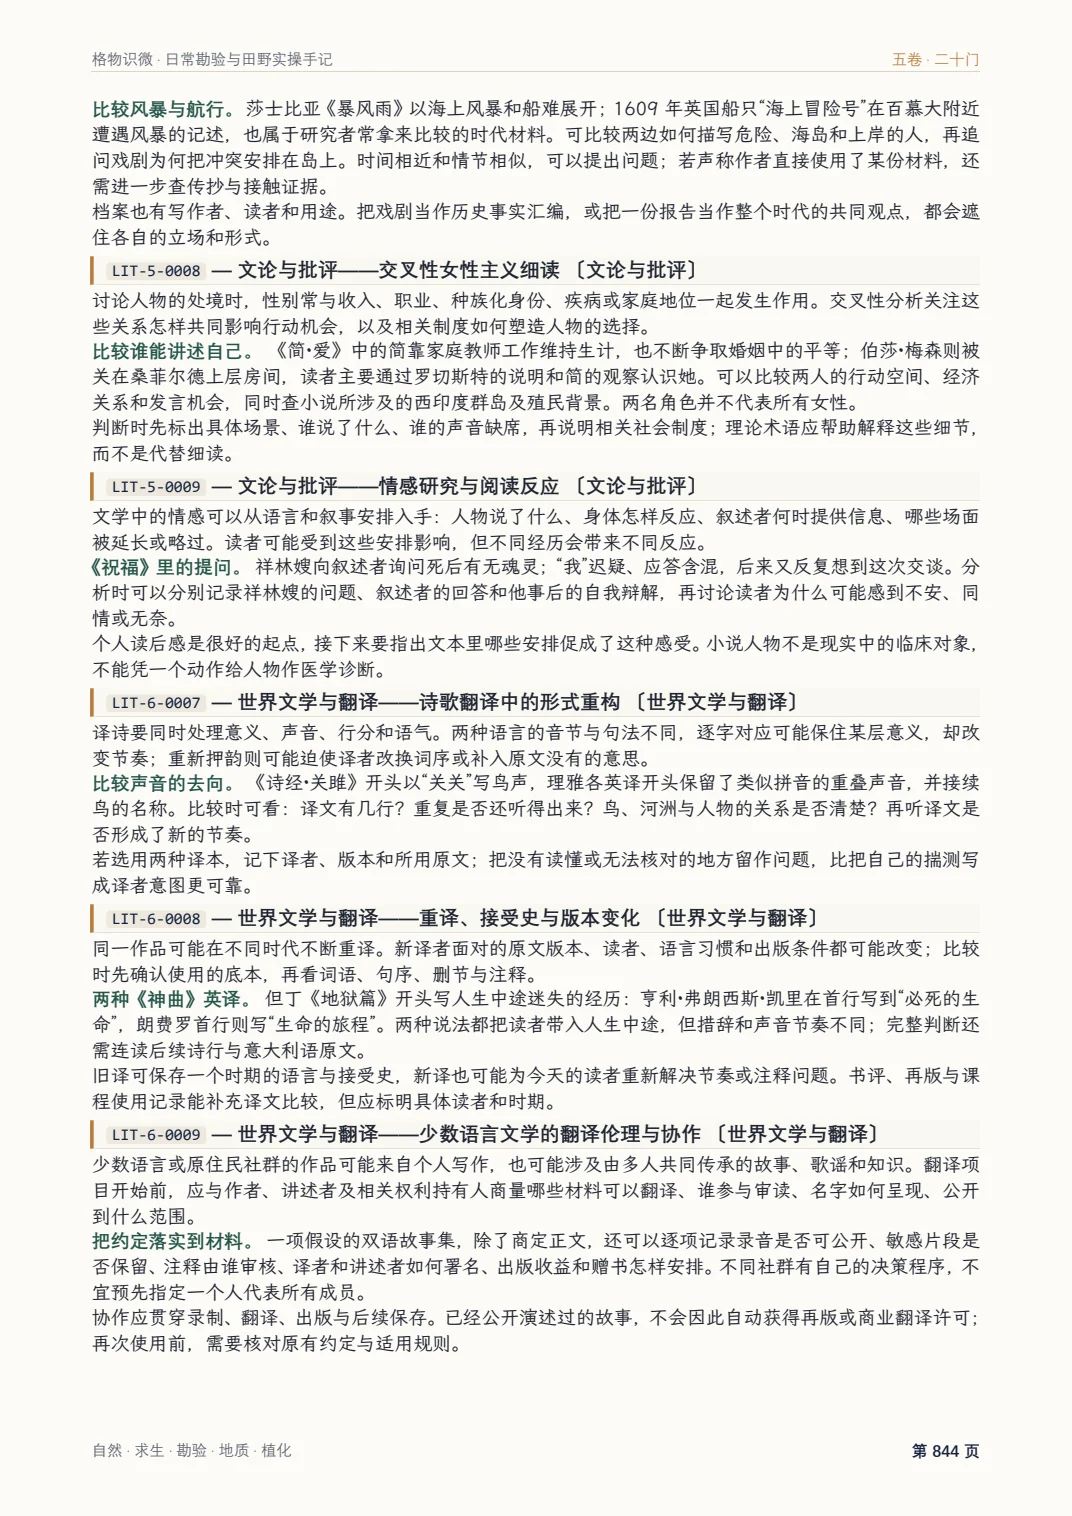 格物识微 · 日常勘验与田野实操手记
五卷 · 二十门
比较风暴与航行。莎士比亚《暴风雨》以海上风暴和船难展开；1609 年英国船只“海上冒险号”在百慕大附近
遭遇风暴的记述，也属于研究者常拿来比较的时代材料。可比较两边如何描写危险、海岛和上岸的人，再追
问戏剧为何把冲突安排在岛上。时间相近和情节相似，可以提出问题；若声称作者直接使用了某份材料，还
需进一步查传抄与接触证据。
档案也有写作者、读者和用途。把戏剧当作历史事实汇编，或把一份报告当作整个时代的共同观点，都会遮
住各自的立场和形式。
LIT-5-0008 — 文论与批评——交叉性女性主义细读 〔文论与批评〕
讨论人物的处境时，性别常与收入、职业、种族化身份、疾病或家庭地位一起发生作用。交叉性分析关注这
些关系怎样共同影响行动机会，以及相关制度如何塑造人物的选择。
比较谁能讲述自己。《简•爱》中的简靠家庭教师工作维持生计，也不断争取婚姻中的平等；伯莎•梅森则被
关在桑菲尔德上层房间，读者主要通过罗切斯特的说明和简的观察认识她。可以比较两人的行动空间、经济
关系和发言机会，同时查小说所涉及的西印度群岛及殖民背景。两名角色并不代表所有女性。
判断时先标出具体场景、谁说了什么、谁的声音缺席，再说明相关社会制度；理论术语应帮助解释这些细节，
而不是代替细读。
LIT-5-0009 — 文论与批评——情感研究与阅读反应 〔文论与批评〕
文学中的情感可以从语言和叙事安排入手：人物说了什么、身体怎样反应、叙述者何时提供信息、哪些场面
被延长或略过。读者可能受到这些安排影响，但不同经历会带来不同反应。
《祝福》里的提问。祥林嫂向叙述者询问死后有无魂灵；“我”迟疑、应答含混，后来又反复想到这次交谈。分
析时可以分别记录祥林嫂的问题、叙述者的回答和他事后的自我辩解，再讨论读者为什么可能感到不安、同
情或无奈。
个人读后感是很好的起点，接下来要指出文本里哪些安排促成了这种感受。小说人物不是现实中的临床对象，
不能凭一个动作给人物作医学诊断。
LIT-6-0007 — 世界文学与翻译——诗歌翻译中的形式重构 〔世界文学与翻译〕
译诗要同时处理意义、声音、行分和语气。两种语言的音节与句法不同，逐字对应可能保住某层意义，却改
变节奏；重新押韵则可能迫使译者改换词序或补入原文没有的意思。
比较声音的去向。《诗经•关雎》开头以“关关”写鸟声，理雅各英译开头保留了类似拼音的重叠声音，并接续
鸟的名称。比较时可看：译文有几行？重复是否还听得出来？鸟、河洲与人物的关系是否清楚？再听译文是
否形成了新的节奏。
若选用两种译本，记下译者、版本和所用原文；把没有读懂或无法核对的地方留作问题，比把自己的揣测写
成译者意图更可靠。
LIT-6-0008 — 世界文学与翻译——重译、接受史与版本变化 〔世界文学与翻译〕
同一作品可能在不同时代不断重译。新译者面对的原文版本、读者、语言习惯和出版条件都可能改变；比较
时先确认使用的底本，再看词语、句序、删节与注释。
两种《神曲》英译。但丁《地狱篇》开头写人生中途迷失的经历：亨利•弗朗西斯•凯里在首行写到“必死的生
命”，朗费罗首行则写“生命的旅程”。两种说法都把读者带入人生中途，但措辞和声音节奏不同；完整判断还
需连读后续诗行与意大利语原文。
旧译可保存一个时期的语言与接受史，新译也可能为今天的读者重新解决节奏或注释问题。书评、再版与课
程使用记录能补充译文比较，但应标明具体读者和时期。
LIT-6-0009 — 世界文学与翻译——少数语言文学的翻译伦理与协作 〔世界文学与翻译〕
少数语言或原住民社群的作品可能来自个人写作，也可能涉及由多人共同传承的故事、歌谣和知识。翻译项
目开始前，应与作者、讲述者及相关权利持有人商量哪些材料可以翻译、谁参与审读、名字如何呈现、公开
到什么范围。
把约定落实到材料。一项假设的双语故事集，除了商定正文，还可以逐项记录录音是否可公开、敏感片段是
否保留、注释由谁审核、译者和讲述者如何署名、出版收益和赠书怎样安排。不同社群有自己的决策程序，不
宜预先指定一个人代表所有成员。
协作应贯穿录制、翻译、出版与后续保存。已经公开演述过的故事，不会因此自动获得再版或商业翻译许可；
再次使用前，需要核对原有约定与适用规则。
自然 · 求生 · 勘验 · 地质 · 植化
第 844 页